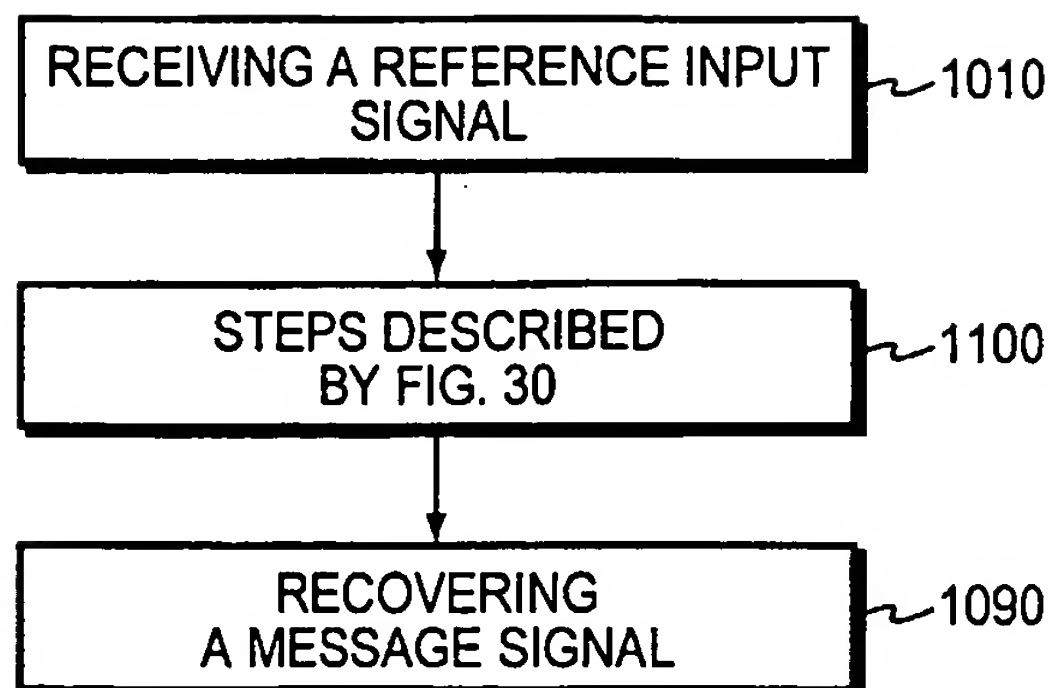 RECEIVING A REFERENCE INPUT
SIGNAL
1010
STEPS DESCRIBED
BY FIG. 30
1100
RECOVERING
A MESSAGE SIGNAL
1090